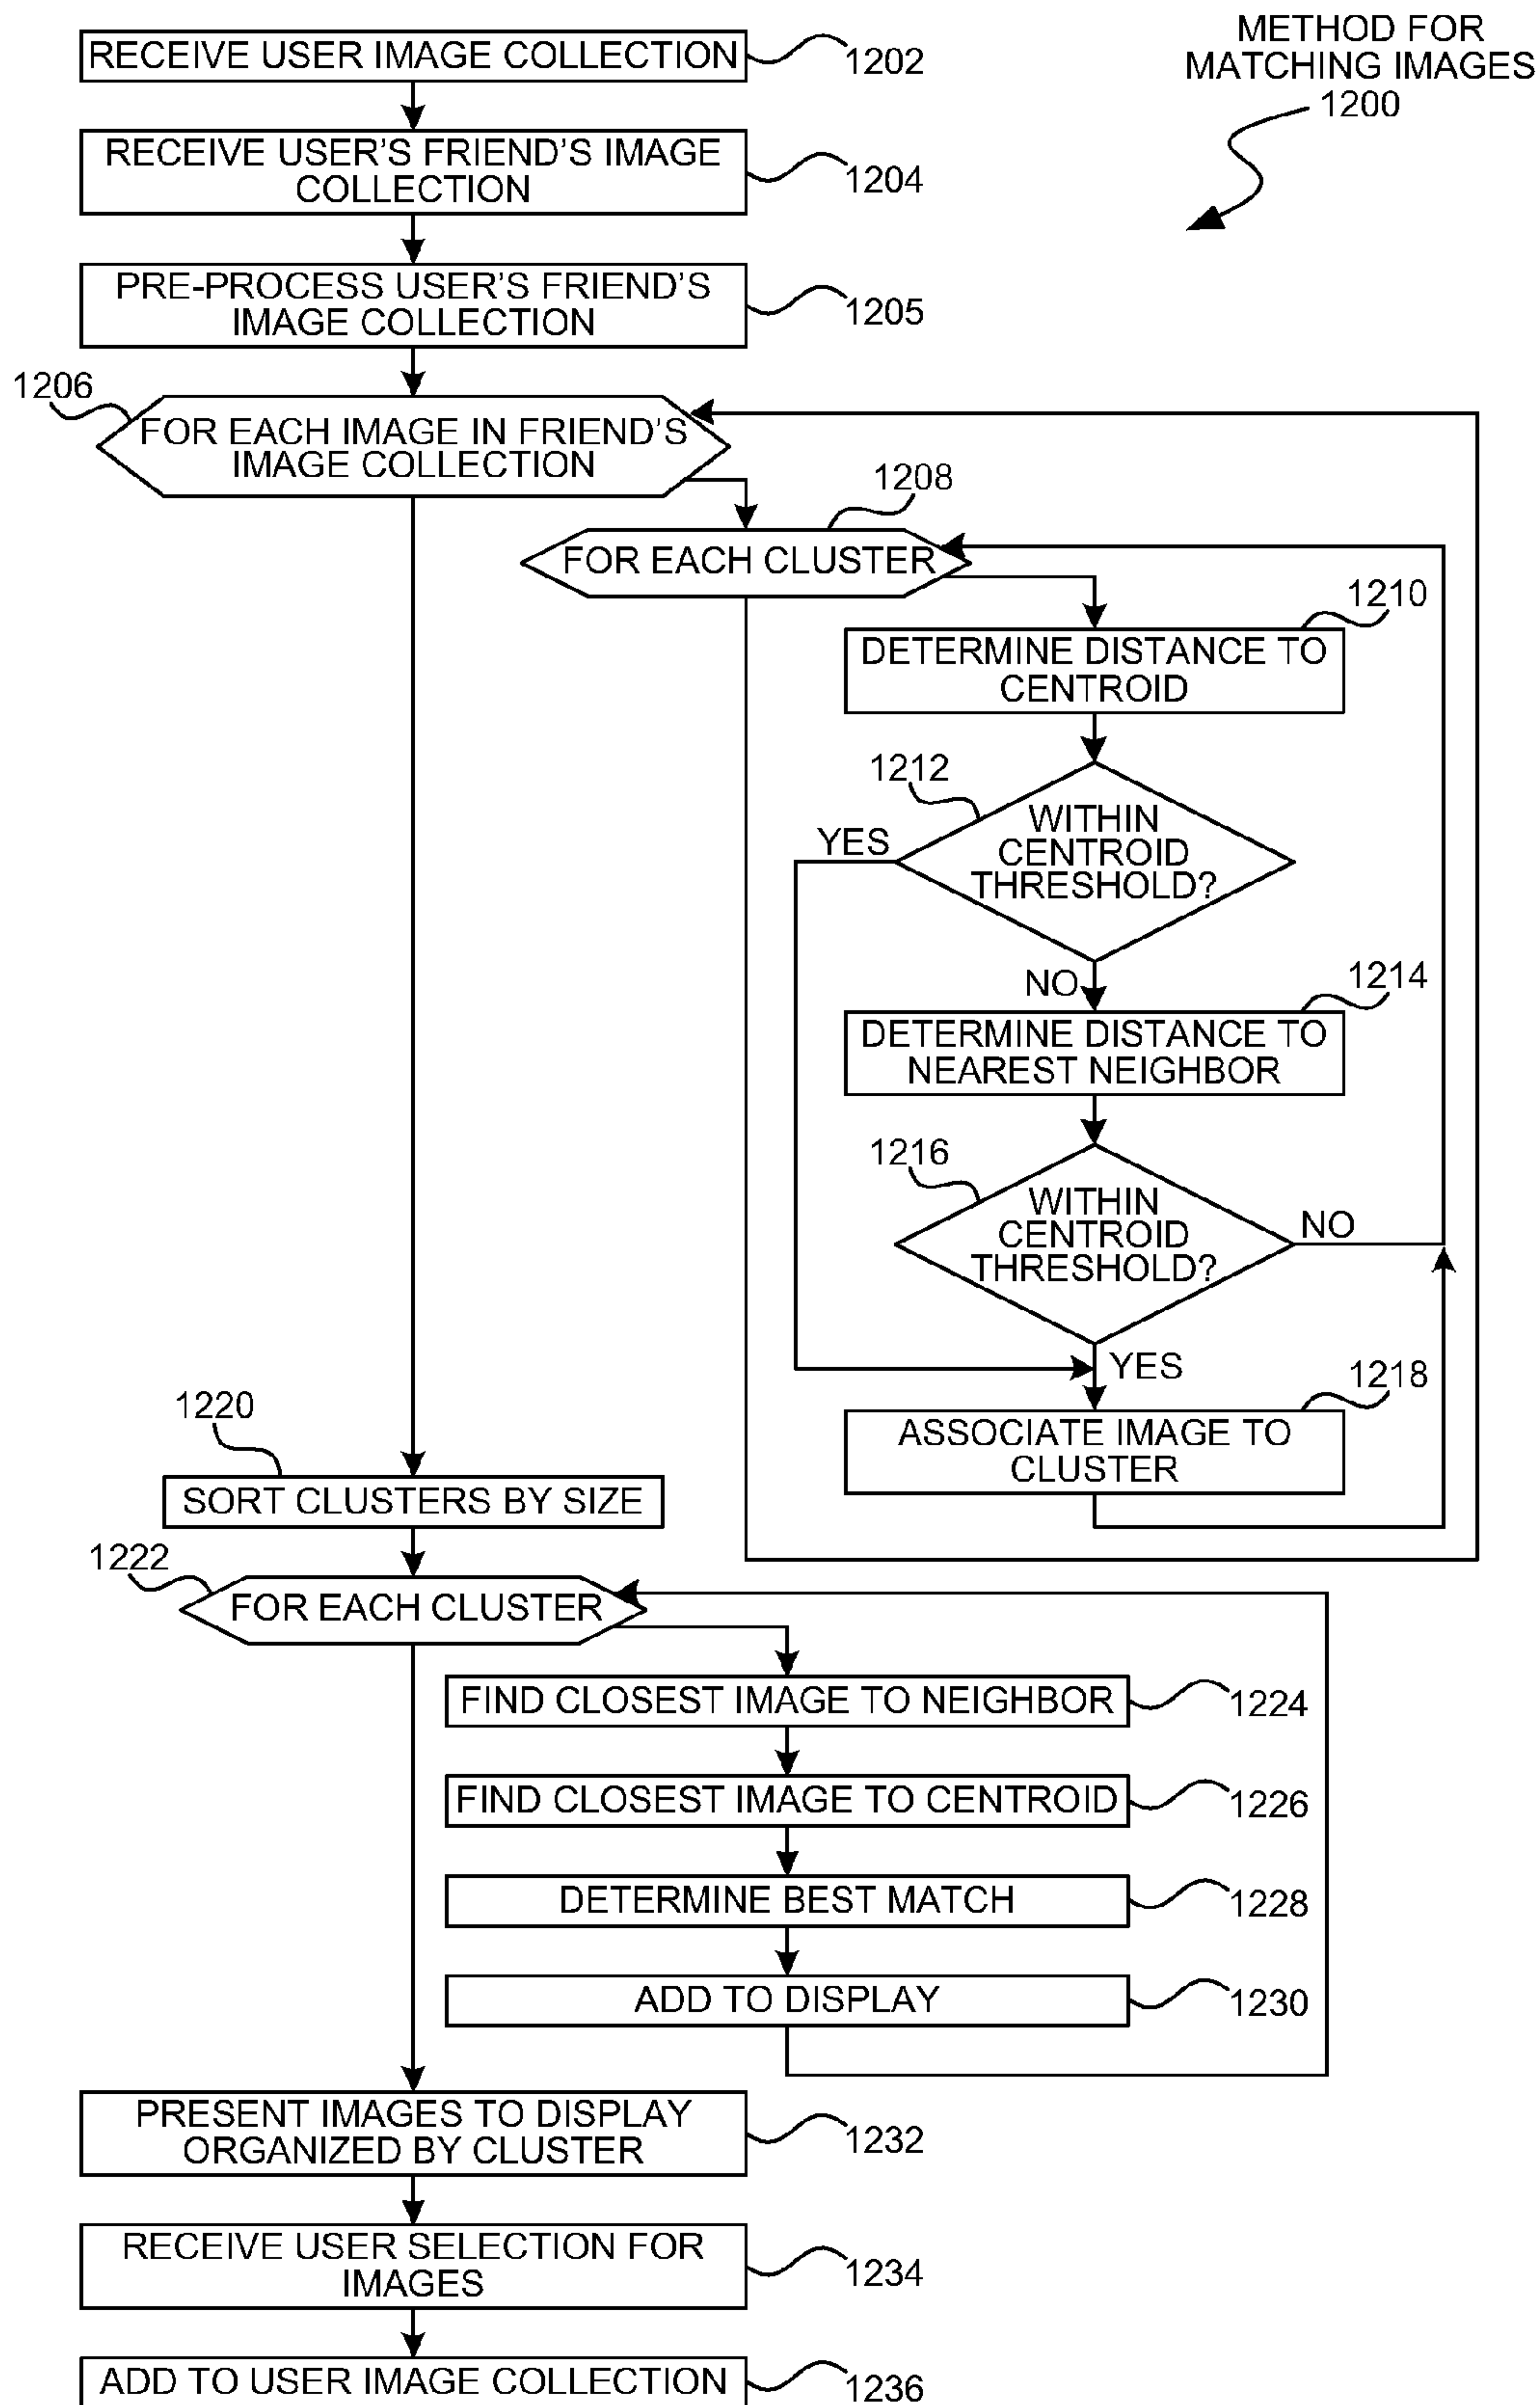 METHOD FOR
MATCHING IMAGES
1200
RECEIVE USER IMAGE COLLECTION
1202
RECEIVE USER'S FRIEND'S IMAGE
COLLECTION
1204
PRE-PROCESS USER'S FRIEND'S
IMAGE COLLECTION
1205
1206
FOR EACH IMAGE IN FRIEND'S
IMAGE COLLECTION
1208
FOR EACH CLUSTER
1210
DETERMINE DISTANCE TO
CENTROID
1212
WITHIN
CENTROID
THRESHOLD?
YES
NO
1214
DETERMINE DISTANCE TO
NEAREST NEIGHBOR
1216
WITHIN
CENTROID
THRESHOLD?
NO
YES
1218
ASSOCIATE IMAGE TO
CLUSTER
1220
SORT CLUSTERS BY SIZE
1222
FOR EACH CLUSTER
FIND CLOSEST IMAGE TO NEIGHBOR
1224
FIND CLOSEST IMAGE TO CENTROID
1226
DETERMINE BEST MATCH
1228
ADD TO DISPLAY
1230
PRESENT IMAGES TO DISPLAY
ORGANIZED BY CLUSTER
1232
RECEIVE USER SELECTION FOR
IMAGES
1234
ADD TO USER IMAGE COLLECTION
1236